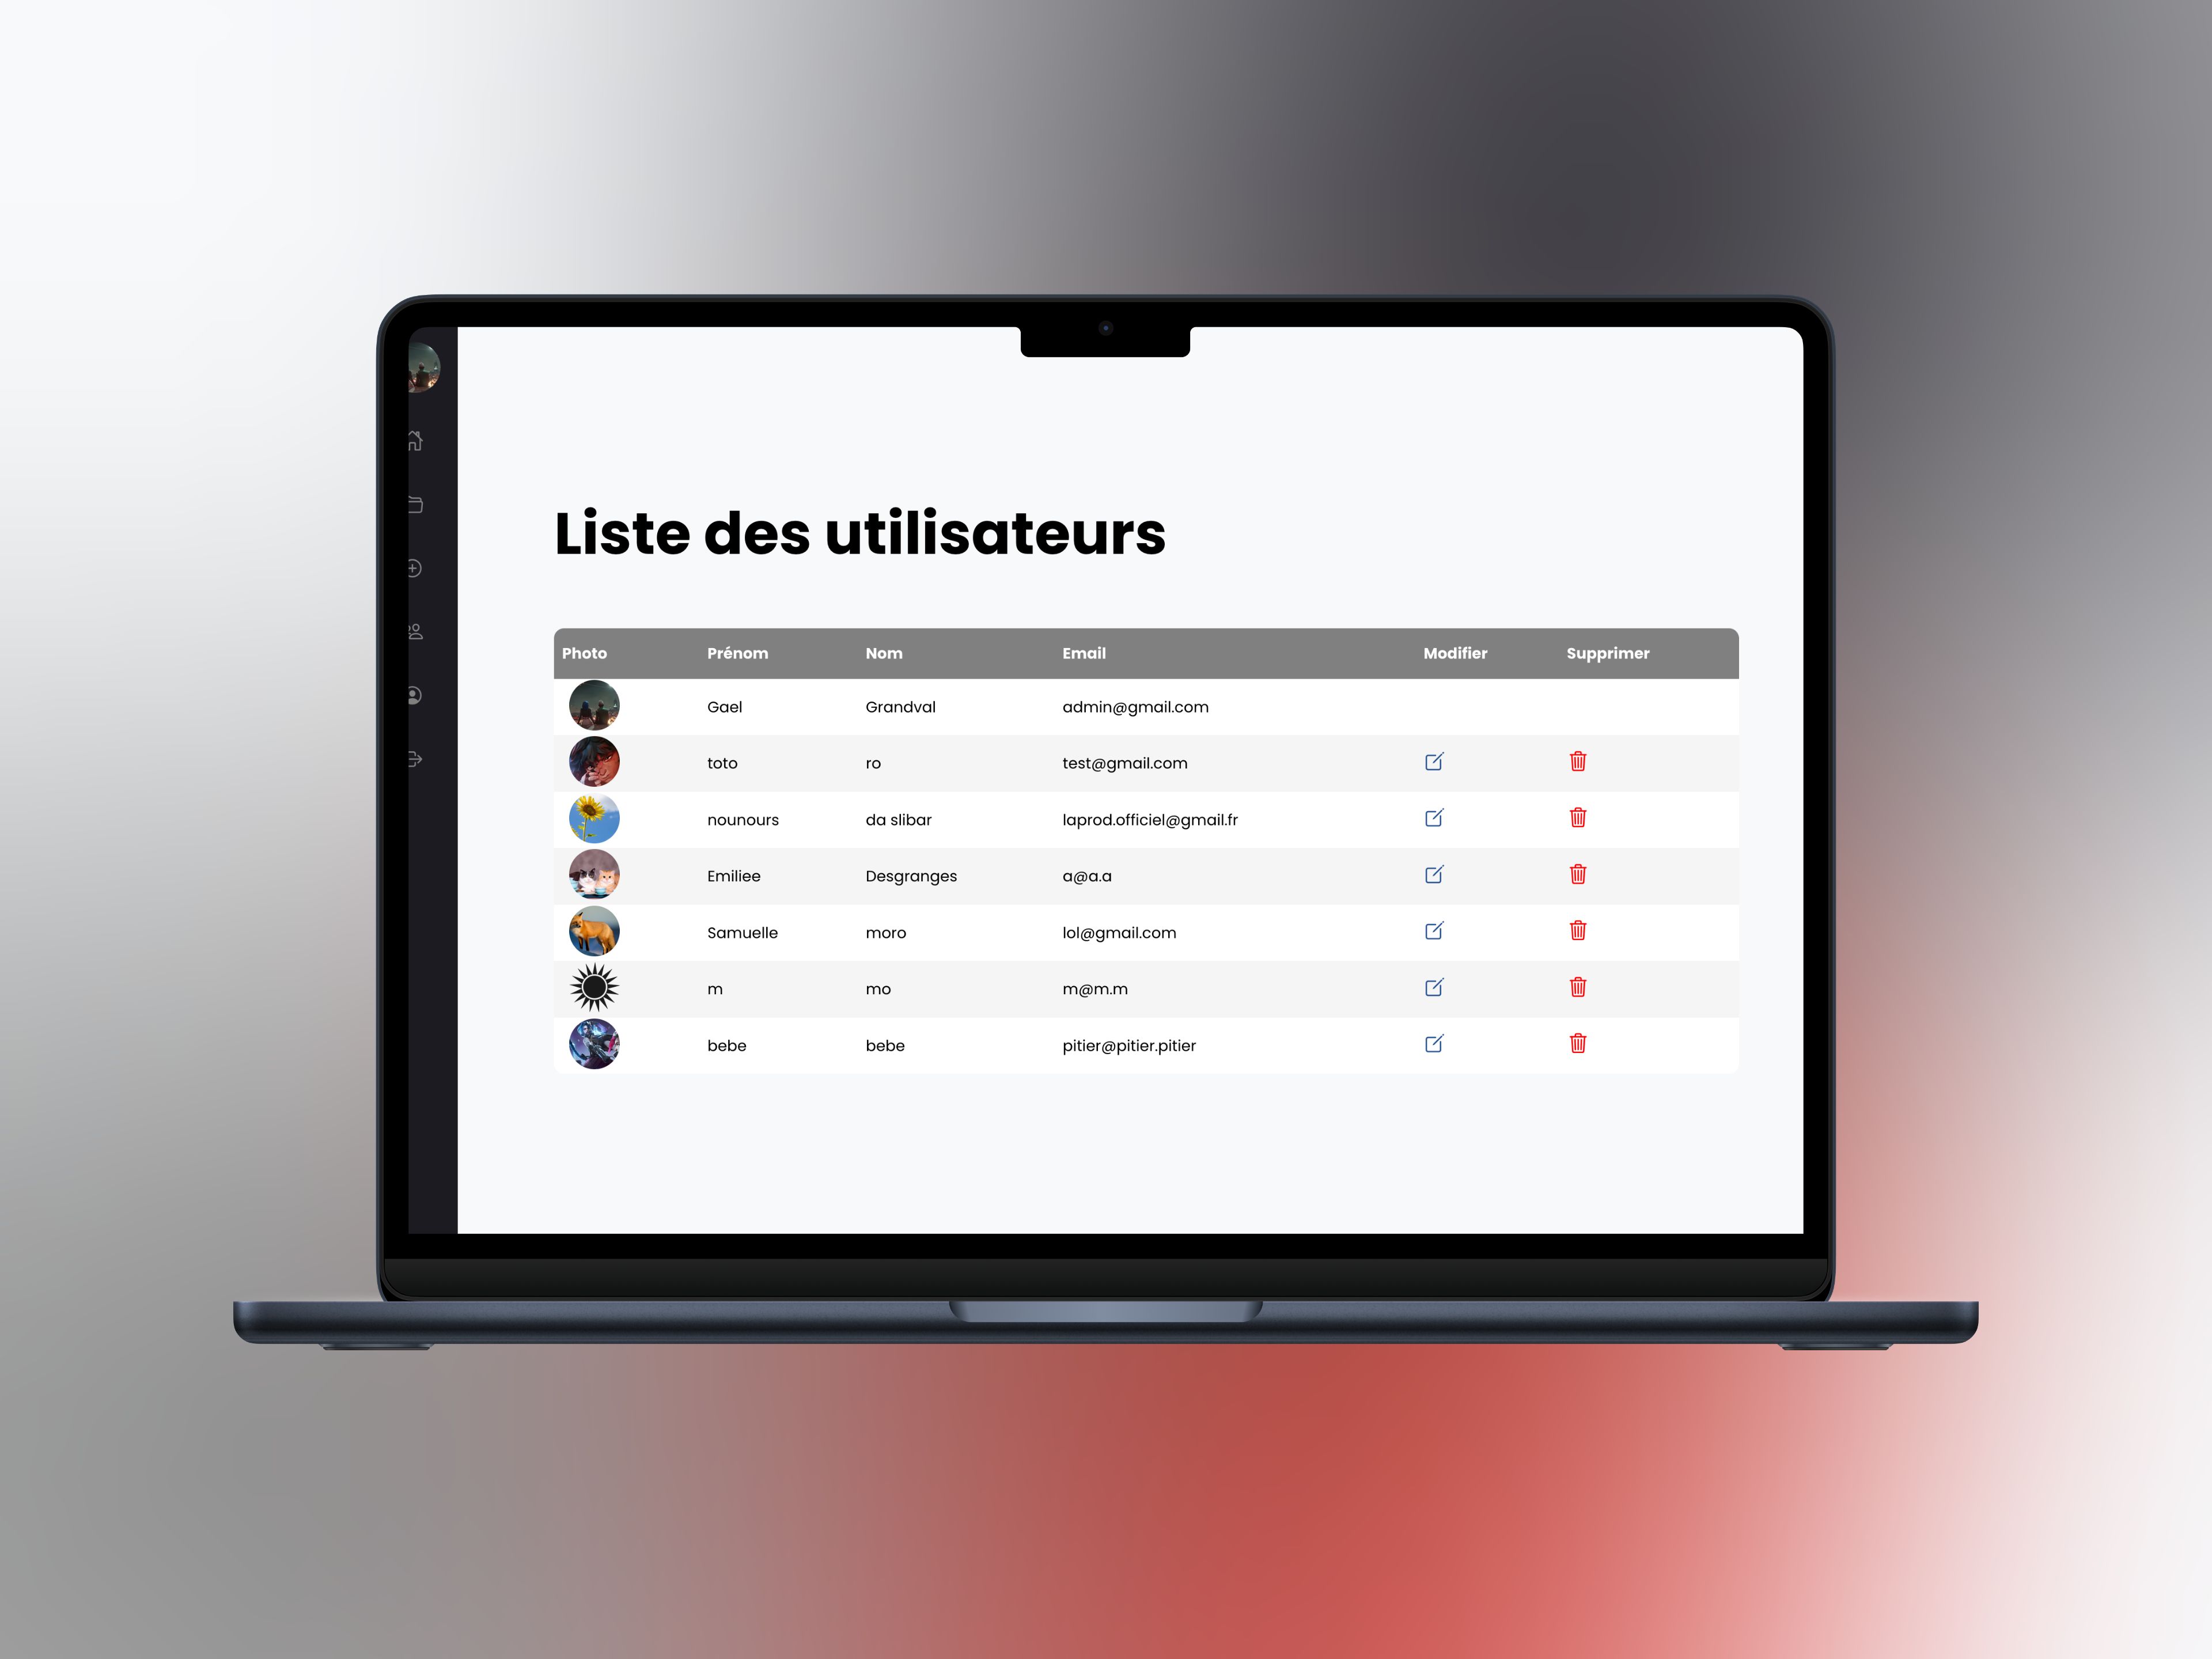 Liste des utilisateurs
Photo Prénom Nom Email Modifier Supprimer
Gael Grandval admin@gmail.com
toto ro test@gmail.com
nounours da slibar laprod.officiel@gmail.fr
Emiliee Desgranges a@a.a
Samuelle moro lol@gmail.com
m mo m@m.m
bebe bebe pitier@pitier.pitier